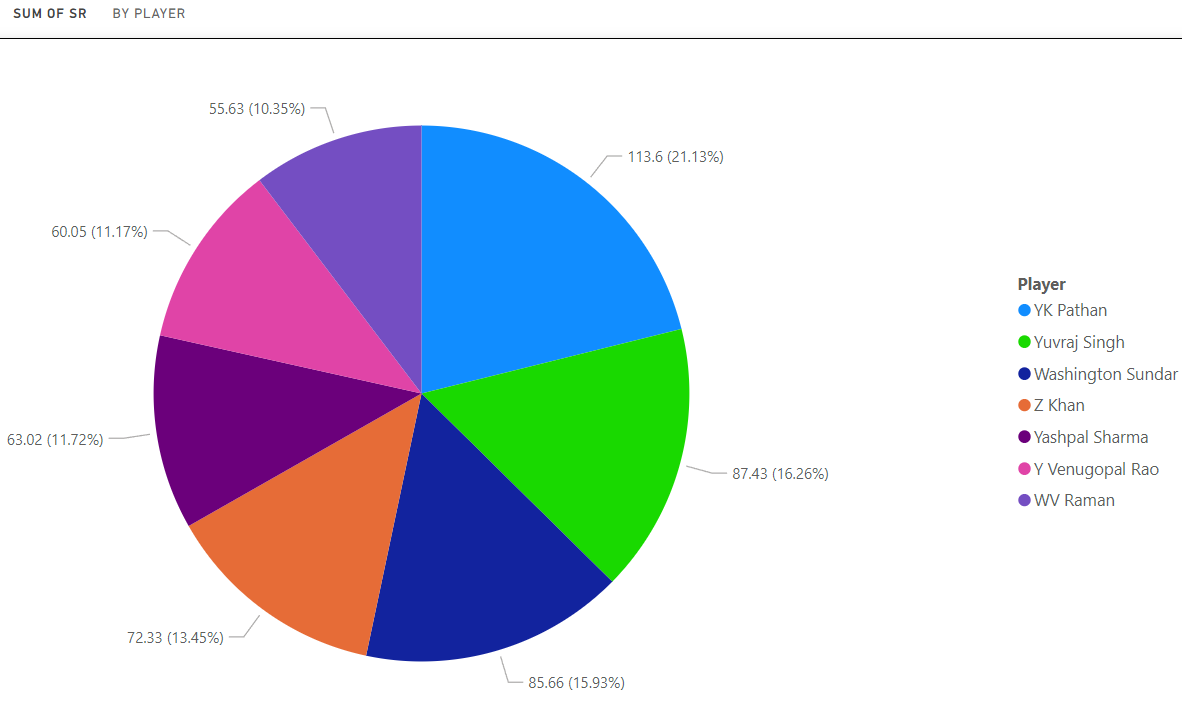 SUM OF SR BY PLAYER
55.63 (10.35%)
113.6 (21.13%)
60.05 (11.17%)
63.02 (11.72%)
87.43 (16.26%)
72.33 (13.45%)
85.66 (15.93%)
Player
YK Pathan
Yuvraj Singh
Washington Sundar
Z Khan
Yashpal Sharma
Y Venugopal Rao
WV Raman